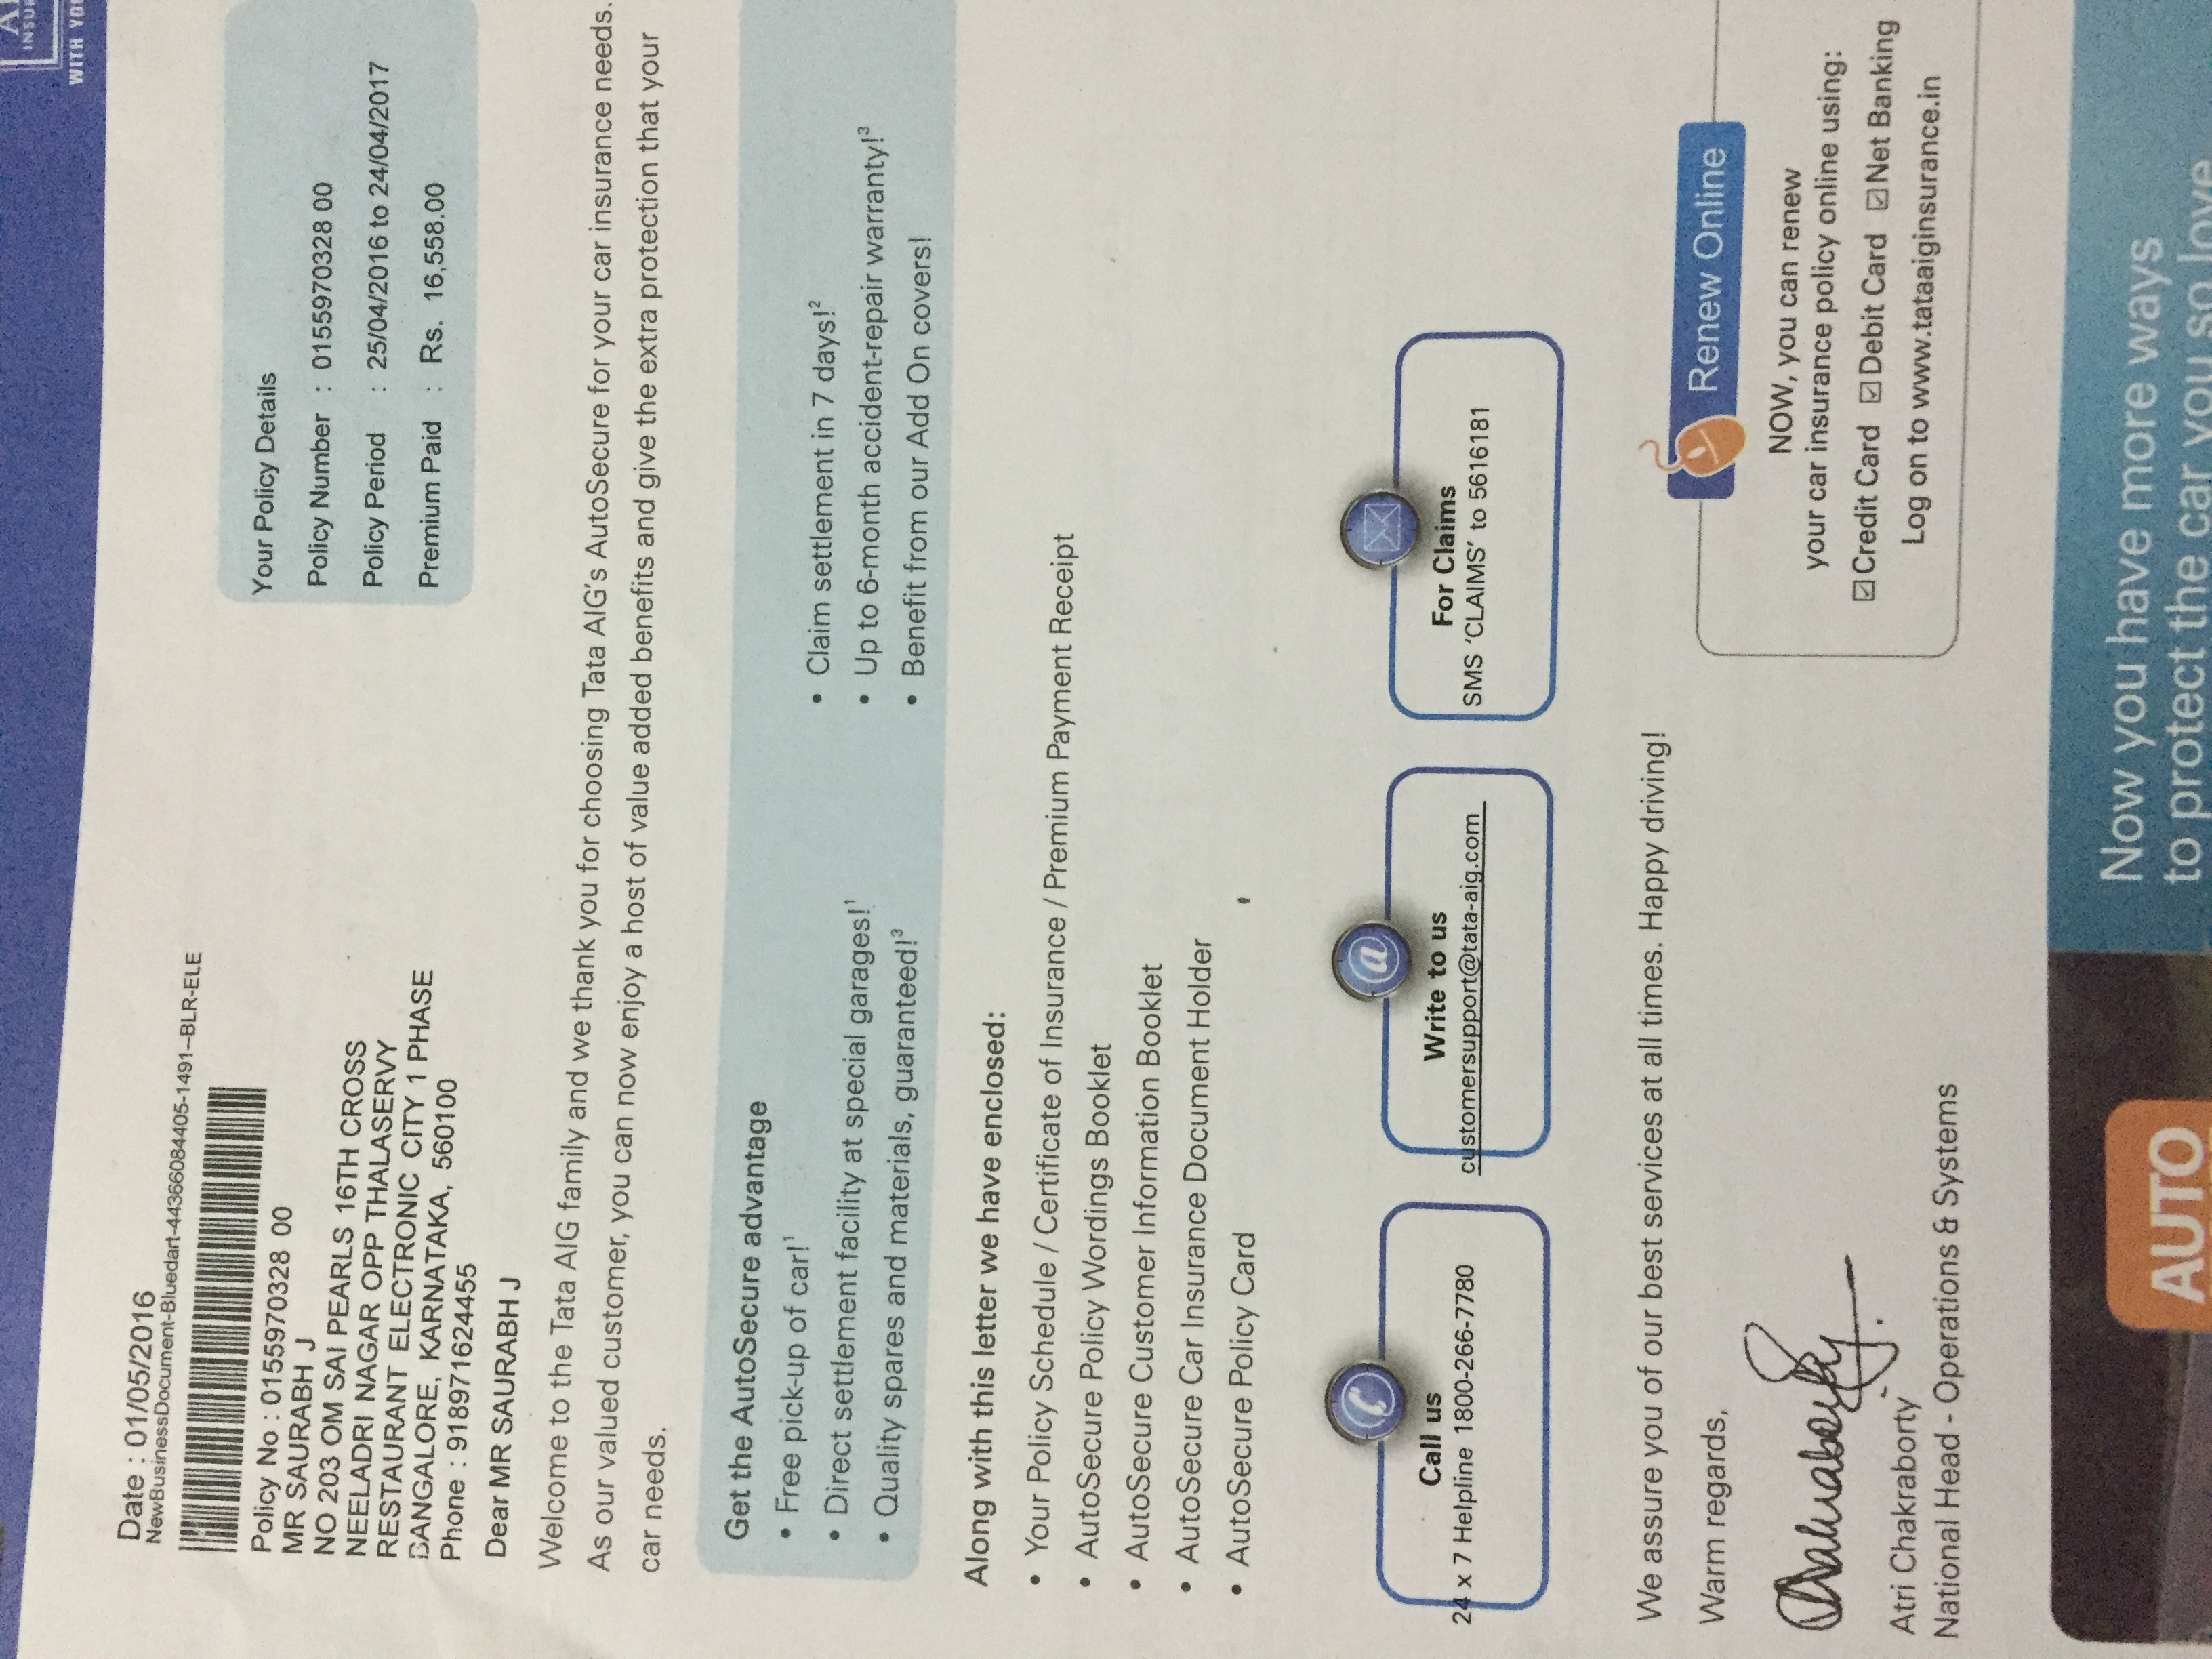 INSUR
WITH YOU
Date : 01/05/2016
NewBusinessDocument-Bluedart-44366084405-1491--BLR-ELE
Policy No : 0155970328 00
MR SAURABH J
NO 203 OM SAI PEARLS 16TH CROSS
NEELADRI NAGAR OPP THALASERVY
RESTAURANT ELECTRONIC CITY 1 PHASE
BANGALORE, KARNATAKA, 560100
Phone : 918971624455
Your Policy Details
Policy Number : 0155970328 00
Policy Period : 25/04/2016 to 24/04/2017
Premium Paid : Rs. 16,558.00
Dear MR SAURABH J
Welcome to the Tata AIG family and we thank you for choosing Tata AIG's AutoSecure for your car insurance needs.
As our valued customer, you can now enjoy a host of value added benefits and give the extra protection that your
car needs.
Get the AutoSecure advantage
• Free pick-up of car!¹
• Direct settlement facility at special garages!¹
• Quality spares and materials, guaranteed!³
• Claim settlement in 7 days!²
• Up to 6-month accident-repair warranty!³
• Benefit from our Add On covers!
Along with this letter we have enclosed:
• Your Policy Schedule / Certificate of Insurance / Premium Payment Receipt
• AutoSecure Policy Wordings Booklet
• AutoSecure Customer Information Booklet
• AutoSecure Car Insurance Document Holder
• AutoSecure Policy Card
Call us
24 x 7 Helpline 1800-266-7780
Write to us
customersupport@tata-aig.com
For Claims
SMS 'CLAIMS' to 5616181
We assure you of our best services at all times. Happy driving!
Warm regards,
Chakraborty
Atri Chakraborty
National Head - Operations & Systems
Renew Online
NOW, you can renew
your car insurance policy online using:
☑ Credit Card ☑ Debit Card ☑ Net Banking
Log on to www.tataaiginsurance.in
AUTO
Now you have more ways
to protect the car you so love